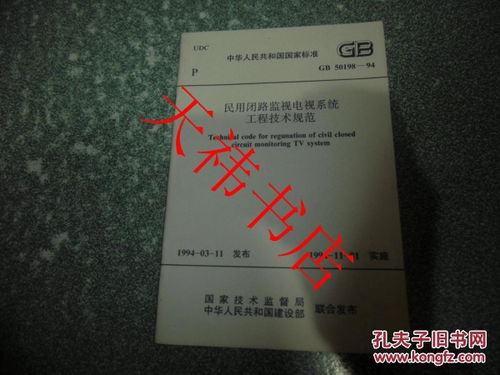 UDC
中华人民共和国国家标准 GB
P
GB 50198—94
民用闭路监视电视系统
工程技术规范
Technical code for regunation of civil closed
circuit monitoring TV system
天祎书店
1994-03-11 发布
实施
国家技术监督局
中华人民共和国建设部
联合发布
孔夫子旧书网
www.kongfz.com